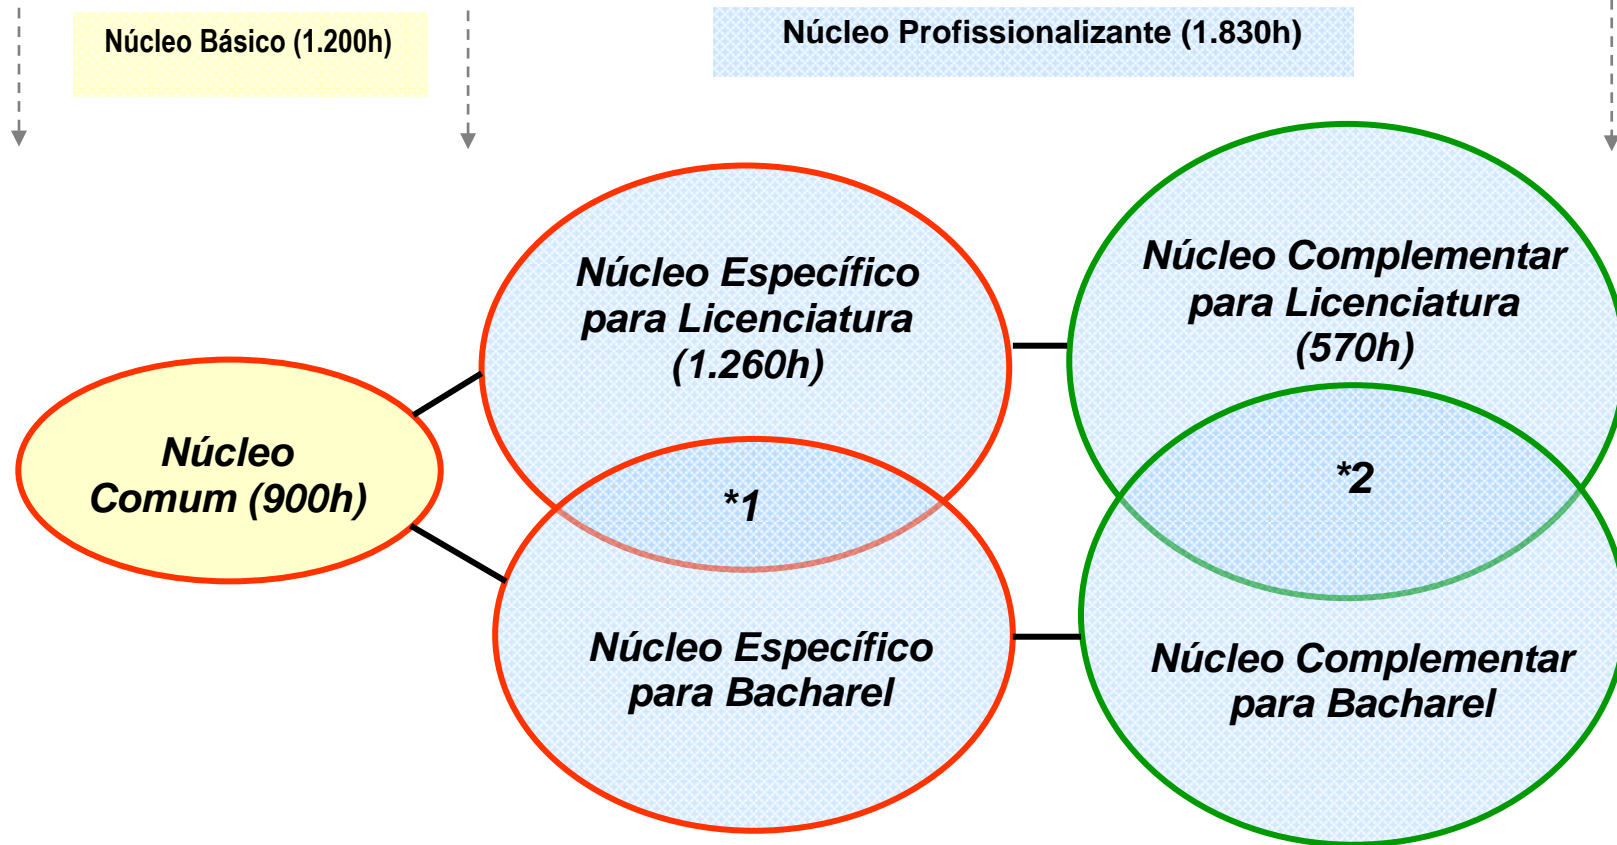 Núcleo Básico (1.200h)
Núcleo Profissionalizante (1.830h)
Núcleo Específico
para Licenciatura
(1.260h)
Núcleo Complementar
para Licenciatura
(570h)
Núcleo
Comum (900h)
*1
*2
Núcleo Específico
para Bacharel
Núcleo Complementar
para Bacharel